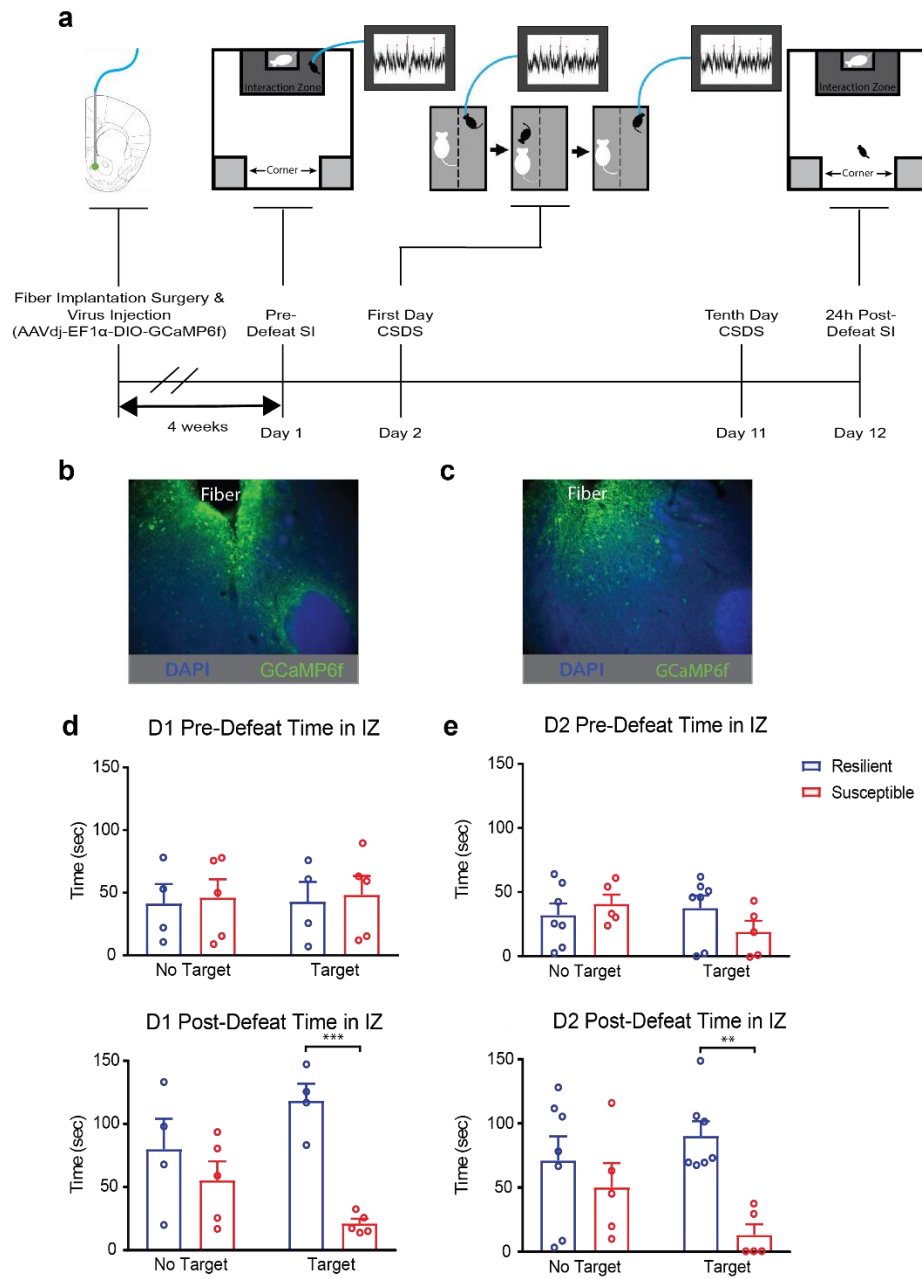 a
Interaction Zone
Corner
Interaction Zone
Corner
Fiber Implantation Surgery &
Virus Injection
(AAVdj-EF1α-DIO-GCaMP6f)
Pre-
Defeat SI
First Day
CSDS
Tenth Day
CSDS
24h Post-
Defeat SI
4 weeks
Day 1
Day 2
Day 11
Day 12
b
Fiber
DAPI
GCaMP6f
c
Fiber
DAPI
GCaMP6f
d
D1 Pre-Defeat Time in IZ
Time (sec)
150
100
50
0
No Target
Target
e
D2 Pre-Defeat Time in IZ
Time (sec)
150
100
50
0
No Target
Target
Resilient
Susceptible
D1 Post-Defeat Time in IZ
Time (sec)
150
100
50
0
***
No Target
Target
D2 Post-Defeat Time in IZ
Time (sec)
150
100
50
0
**
No Target
Target